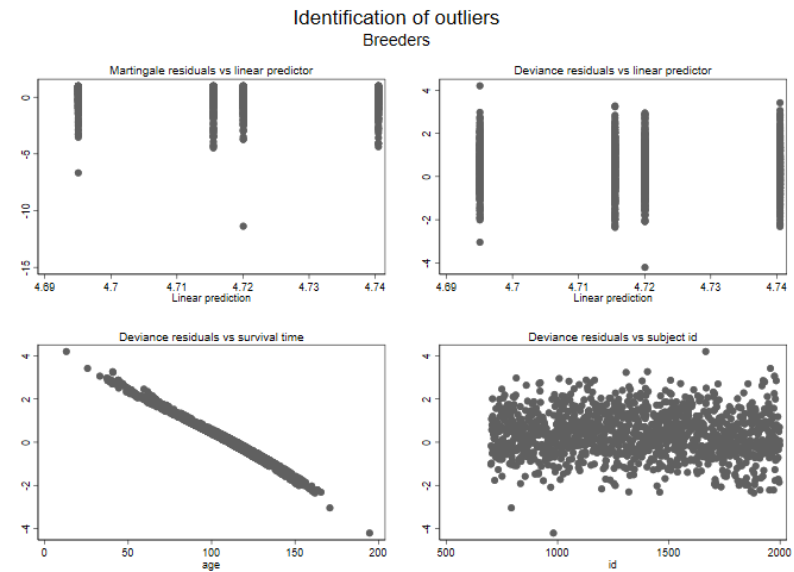 Identification of outliers
Breeders
Martingale residuals vs linear predictor
0
-5
-10
-15
4.69 4.7 4.71 4.72 4.73 4.74
Linear prediction
Deviance residuals vs linear predictor
4
2
0
-2
-4
4.69 4.7 4.71 4.72 4.73 4.74
Linear prediction
Deviance residuals vs survival time
4
2
0
-2
-4
0 50 100 150 200
age
Deviance residuals vs subject id
4
2
0
-2
-4
500 1000 1500 2000
id